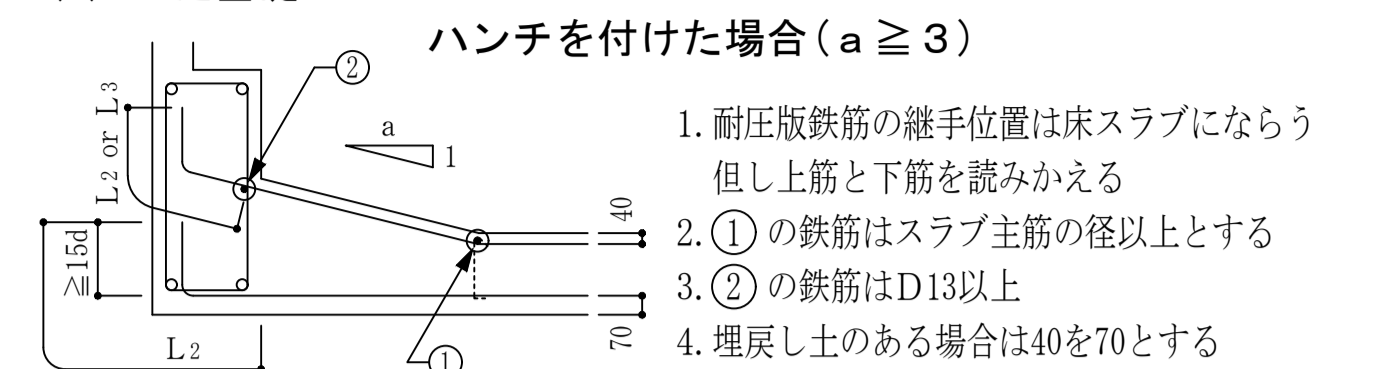 ハンチを付けた場合(a≧3)
②
L2 or L3
a
1
≧15d
L2
①
40
70
1.耐圧版鉄筋の継手位置は床スラブにならう
但し上筋と下筋を読みかえる
2.① の鉄筋はスラブ主筋の径以上とする
3.② の鉄筋はD13以上
4.埋戻し土のある場合は40を70とする